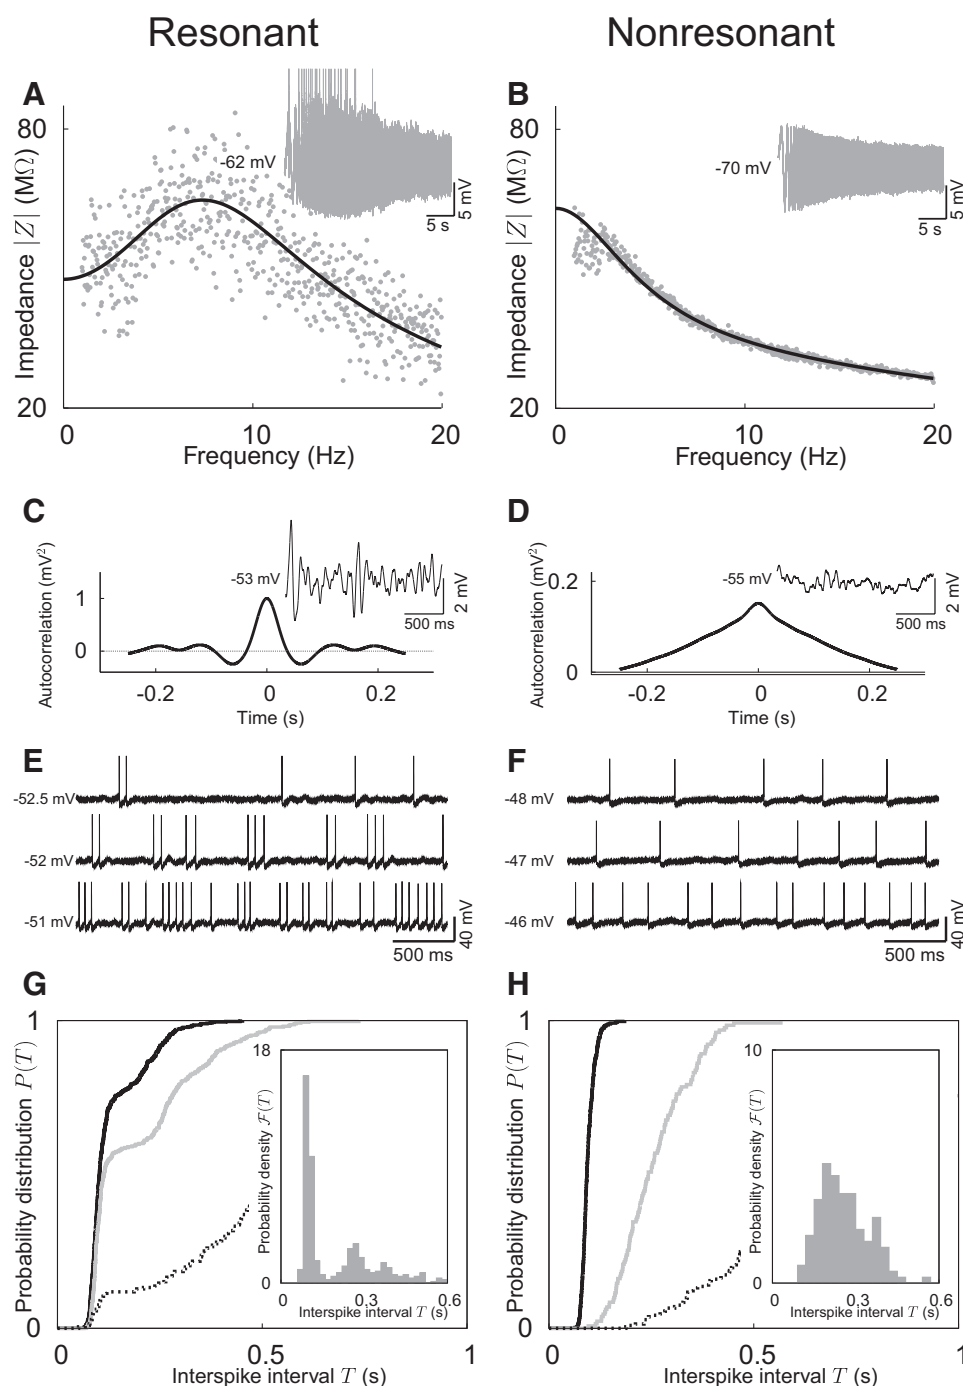 Resonant
Nonresonant
A
80
20
Impedance |Z| (MΩ)
0
10
20
Frequency (Hz)
-62 mV
5 mV
5 s
B
80
20
Impedance |Z| (MΩ)
0
10
20
Frequency (Hz)
-70 mV
5 mV
5 s
C
Autocorrelation (mV²)
1
0
-0.2
0
0.2
Time (s)
-53 mV
2 mV
500 ms
D
Autocorrelation (mV²)
0.2
0
-0.2
0
0.2
Time (s)
-55 mV
2 mV
500 ms
E
-52.5 mV
-52 mV
-51 mV
40 mV
500 ms
F
-48 mV
-47 mV
-46 mV
40 mV
500 ms
G
Probability distribution P(T)
1
0
0
0.5
1
Interspike interval T (s)
18
0
Probability density F(T)
0
0.3
0.6
Interspike interval T (s)
H
Probability distribution P(T)
1
0
0
0.5
1
Interspike interval T (s)
10
0
Probability density F(T)
0
0.3
0.6
Interspike interval T (s)